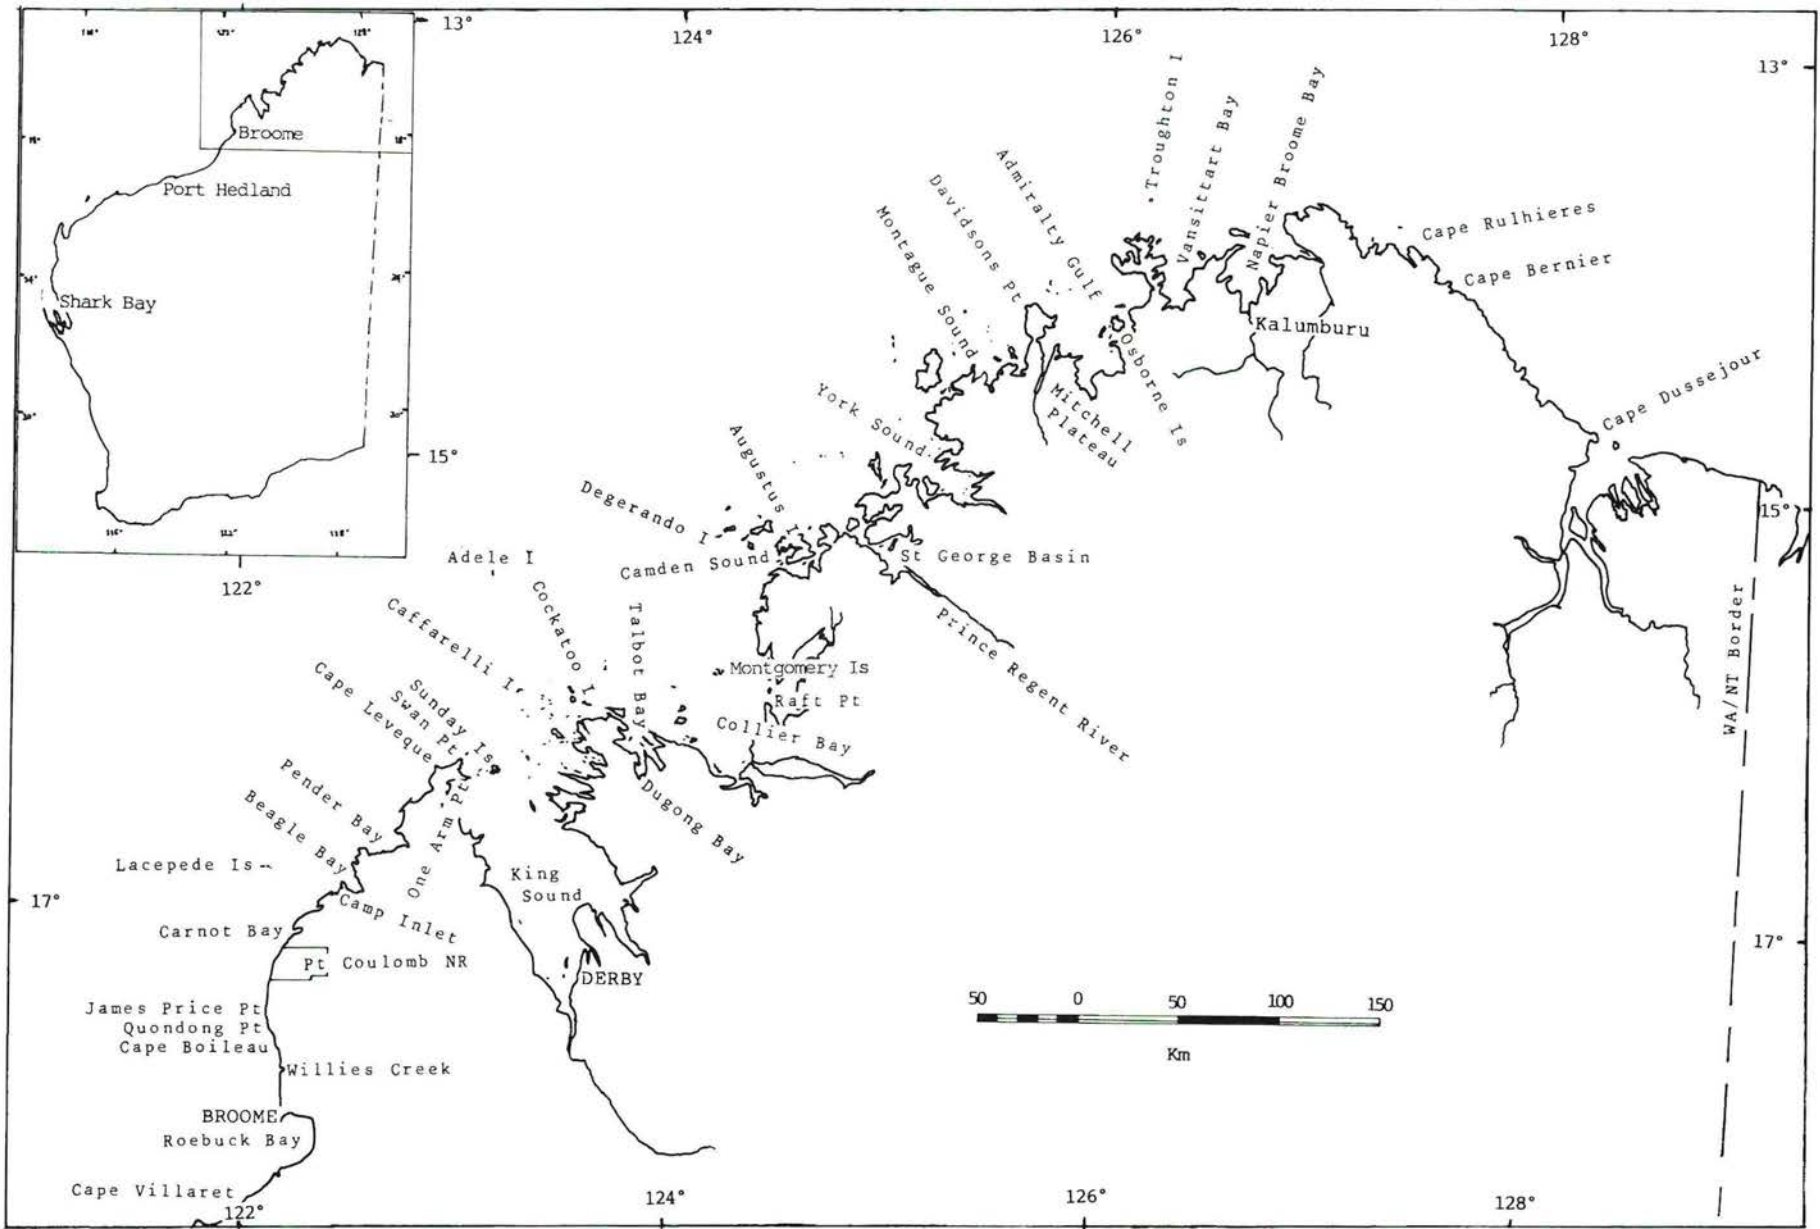 13°
124°
126°
128°
13°
Broome
Port Hedland
Shark Bay
15°
122°
Troughton I
Vansittart Bay
Napier Broome Bay
Admiralty Gulf
Davidsons Pt
Montague Sound
Cape Rulhieres
Cape Bernier
Kalumburu
Osborne Is
Mitchell
Plateau
York Sound
Cape Dussejour
Augustus I
Degerando I
Camden Sound
St George Basin
Prince Regent River
15°
WA/NT Border
Adele I
Cockatoo I
Talbot Bay
Caffarelli I
Montgomery Is
Raft Pt
Collier Bay
Sunday Is
Swan Pt
Cape Leveque
Pender Bay
Beagle Bay
One Arm Pt
Dugong Bay
Lacepede Is
King
Sound
17°
Camp Inlet
Carnot Bay
Pt Coulomb NR
DERBY
17°
James Price Pt
Quondong Pt
Cape Boileau
Willies Creek
50 0 50 100 150
Km
BROOME
Roebuck Bay
Cape Villaret
122°
124°
126°
128°